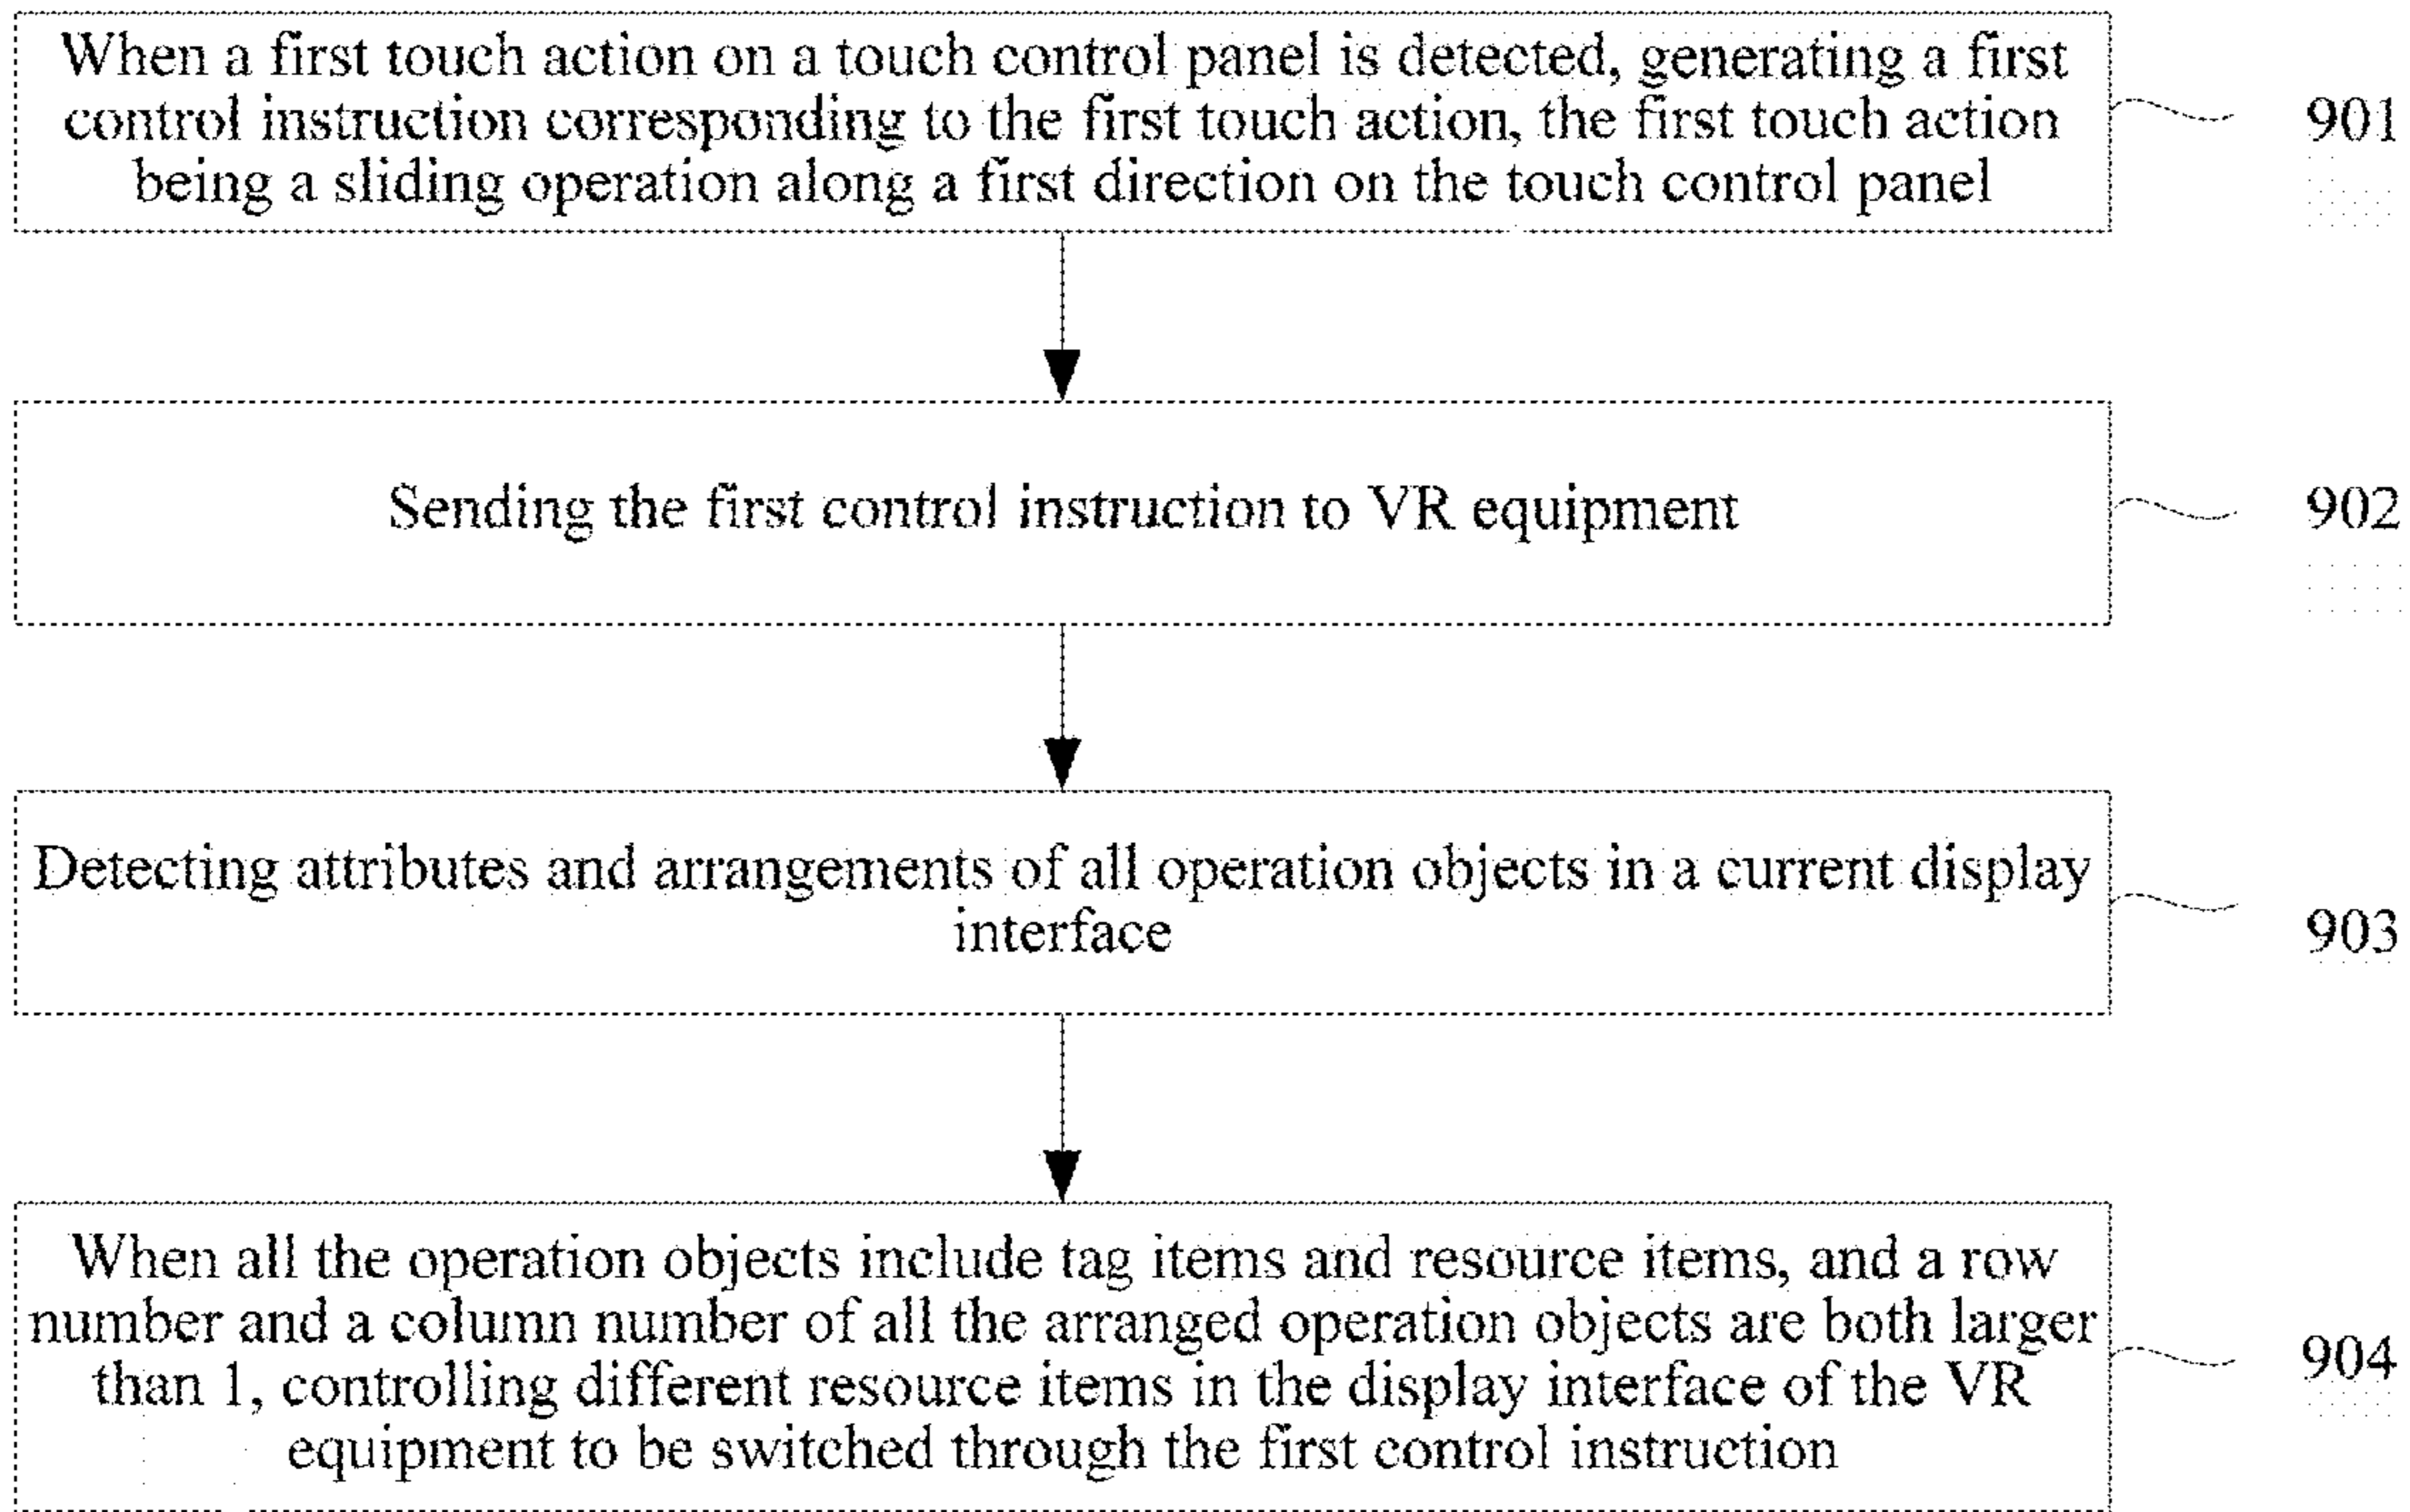 When a first touch action on a touch control panel is detected, generating a first
control instruction corresponding to the first touch action, the first touch action
being a sliding operation along a first direction on the touch control panel
901
Sending the first control instruction to VR equipment
902
Detecting attributes and arrangements of all operation objects in a current display
interface
903
When all the operation objects include tag items and resource items, and a row
number and a column number of all the arranged operation objects are both larger
than 1, controlling different resource items in the display interface of the VR
equipment to be switched through the first control instruction
904